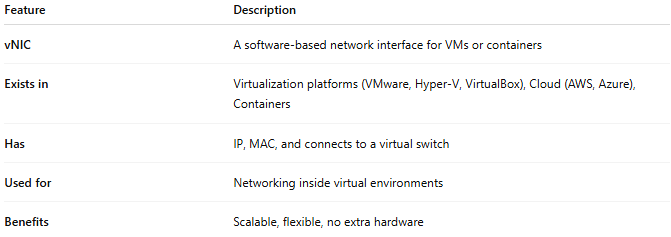 Feature Description
vNIC A software-based network interface for VMs or containers
Exists in Virtualization platforms (VMware, Hyper-V, VirtualBox), Cloud (AWS, Azure),
Containers
Has IP, MAC, and connects to a virtual switch
Used for Networking inside virtual environments
Benefits Scalable, flexible, no extra hardware